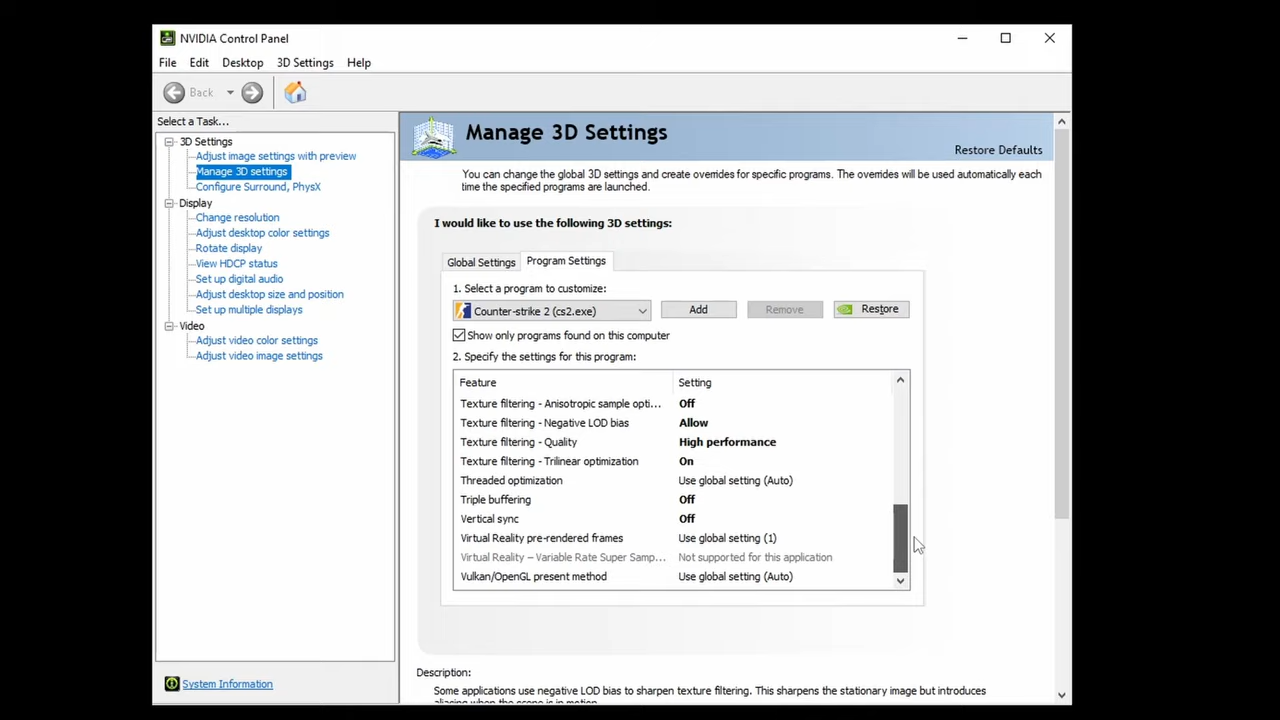 NVIDIA Control Panel
File Edit Desktop 3D Settings Help
Back
Select a Task...
3D Settings
Adjust image settings with preview
Manage 3D settings
Configure Surround, PhysX
Display
Change resolution
Adjust desktop color settings
Rotate display
View HDCP status
Set up digital audio
Adjust desktop size and position
Set up multiple displays
Video
Adjust video color settings
Adjust video image settings
System Information
Manage 3D Settings
Restore Defaults
You can change the global 3D settings and create overrides for specific programs. The overrides will be used automatically each
time the specified programs are launched.
I would like to use the following 3D settings:
Global Settings Program Settings
1. Select a program to customize:
Counter-strike 2 (cs2.exe) Add Remove Restore
Show only programs found on this computer
2. Specify the settings for this program:
Feature Setting
Texture filtering - Anisotropic sample opti... Off
Texture filtering - Negative LOD bias Allow
Texture filtering - Quality High performance
Texture filtering - Trilinear optimization On
Threaded optimization Use global setting (Auto)
Triple buffering Off
Vertical sync Off
Virtual Reality pre-rendered frames Use global setting (1)
Virtual Reality – Variable Rate Super Samp... Not supported for this application
Vulkan/OpenGL present method Use global setting (Auto)
Description:
Some applications use negative LOD bias to sharpen texture filtering. This sharpens the stationary image but introduces
aliasing when the scene is in motion.